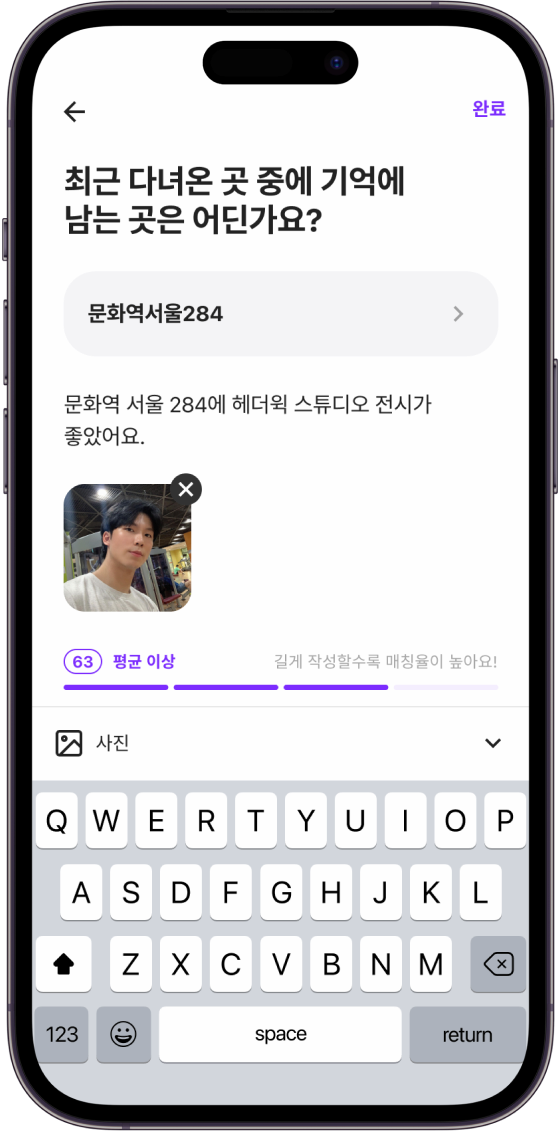 완료
최근 다녀온 곳 중에 기억에
남는 곳은 어딘가요?
문화역서울284
문화역 서울 284에 헤더윅 스튜디오 전시가
좋았어요.
63 평균 이상 길게 작성할수록 매칭율이 높아요!
사진
Q W E R T Y U I O P
A S D F G H J K L
Z X C V B N M
123 space return